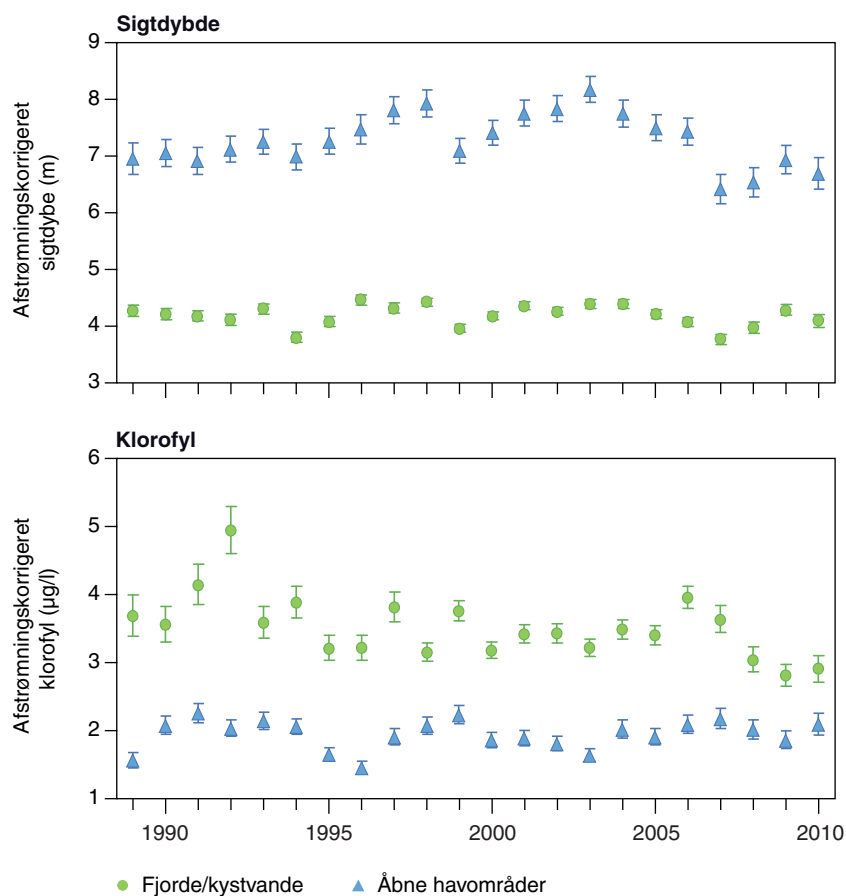 Sigtdybde
Afstrømningskorrigeret
sigtdybe (m)
9
8
7
6
5
4
3
Klorofyl
Afstrømningskorrigeret
klorofyl (µg/l)
6
5
4
3
2
1
1990 1995 2000 2005 2010
Fjorde/kystvande Åbne havområder